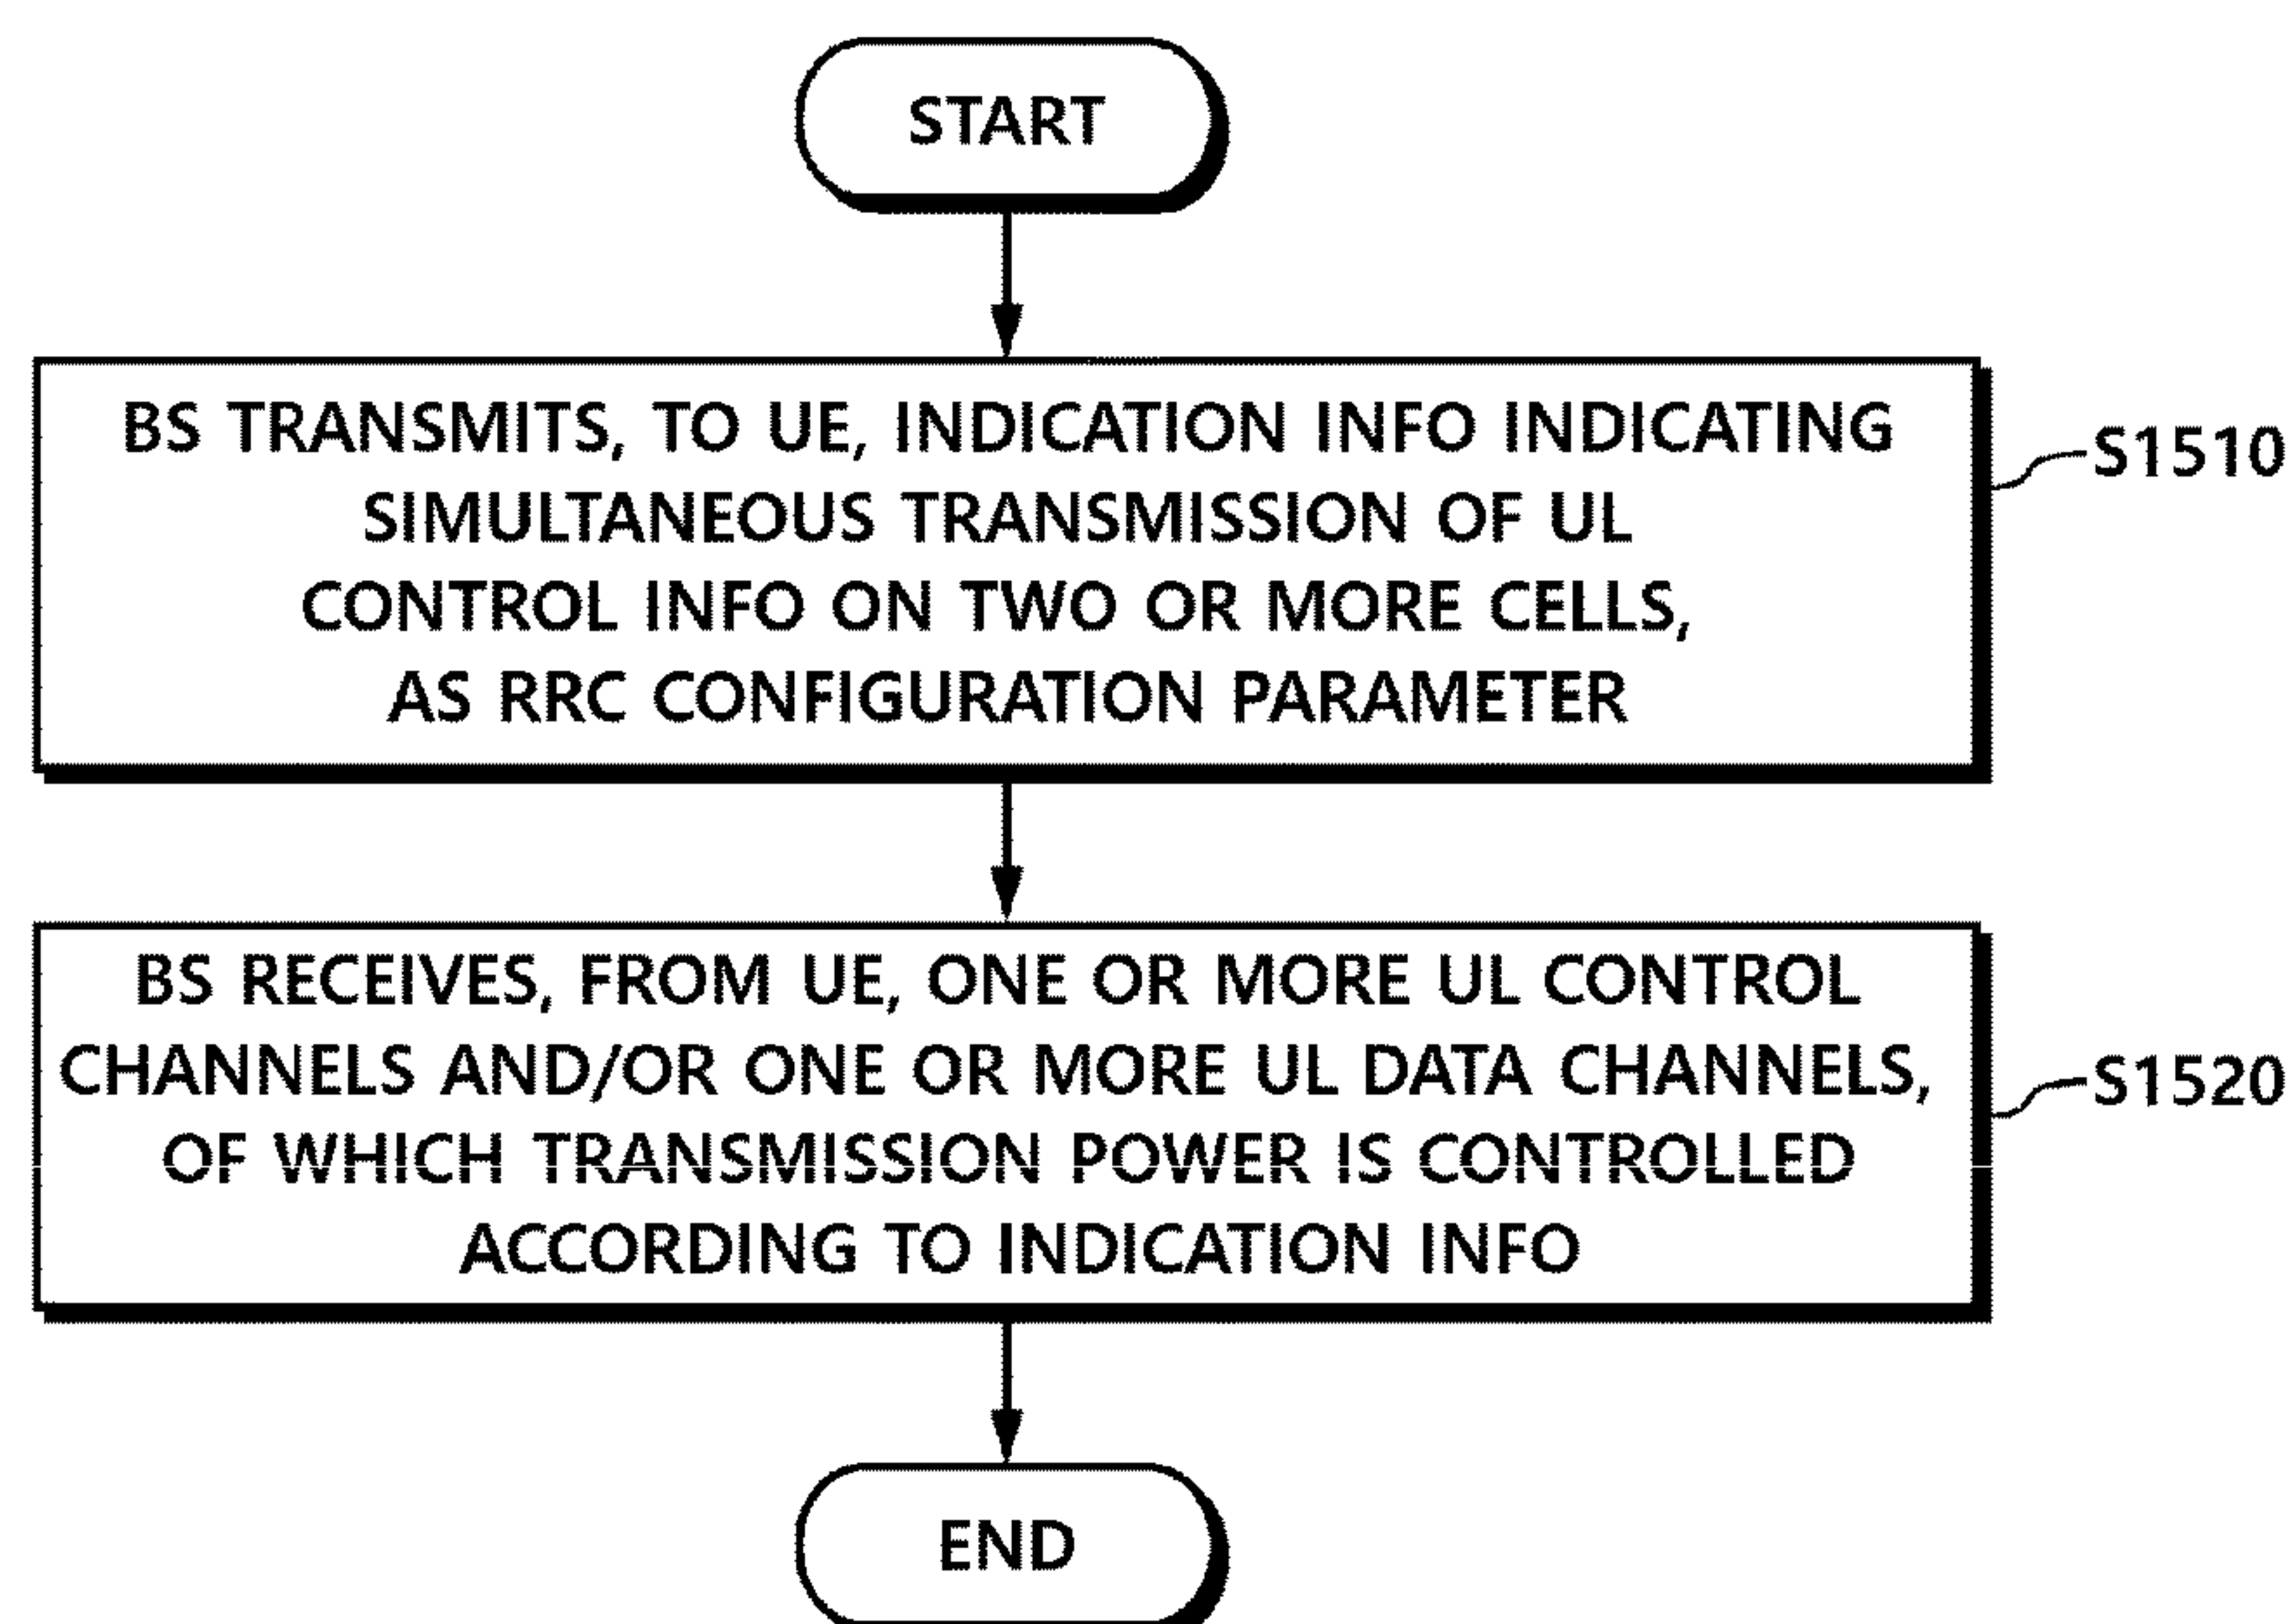 START
BS TRANSMITS, TO UE, INDICATION INFO INDICATING
SIMULTANEOUS TRANSMISSION OF UL
CONTROL INFO ON TWO OR MORE CELLS,
AS RRC CONFIGURATION PARAMETER
S1510
BS RECEIVES, FROM UE, ONE OR MORE UL CONTROL
CHANNELS AND/OR ONE OR MORE UL DATA CHANNELS,
OF WHICH TRANSMISSION POWER IS CONTROLLED
ACCORDING TO INDICATION INFO
S1520
END